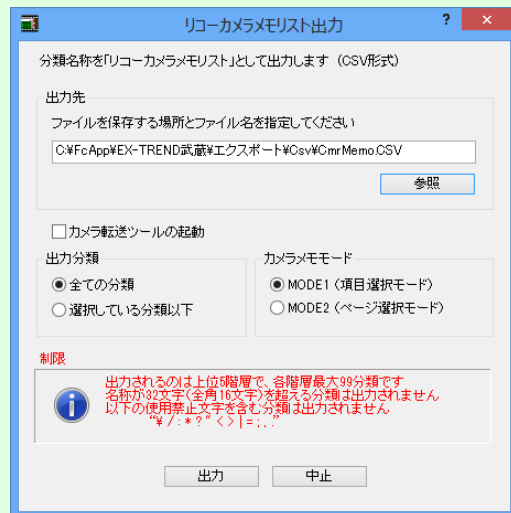 リコーカメラメモリスト出力
?
×
分類名称を「リコーカメラメモリスト」として出力します （CSV形式）
出力先
ファイルを保存する場所とファイル名を指定してください
C:¥FcApp¥EX-TREND武蔵¥エクスポート¥Csv¥CmrMemo.CSV
参照
カメラ転送ツールの起動
出力分類
全ての分類
選択している分類以下
カメラメモモード
MODE1 （項目選択モード）
MODE2 （ページ選択モード）
制限
出力されるのは上位5階層で、各階層最大99分類です
名称が32文字(全角16文字)を超える分類は出力されません
以下の使用禁止文字を含む分類は出力されません
"¥ / : * ? " < > | = ; , . "
出力
中止